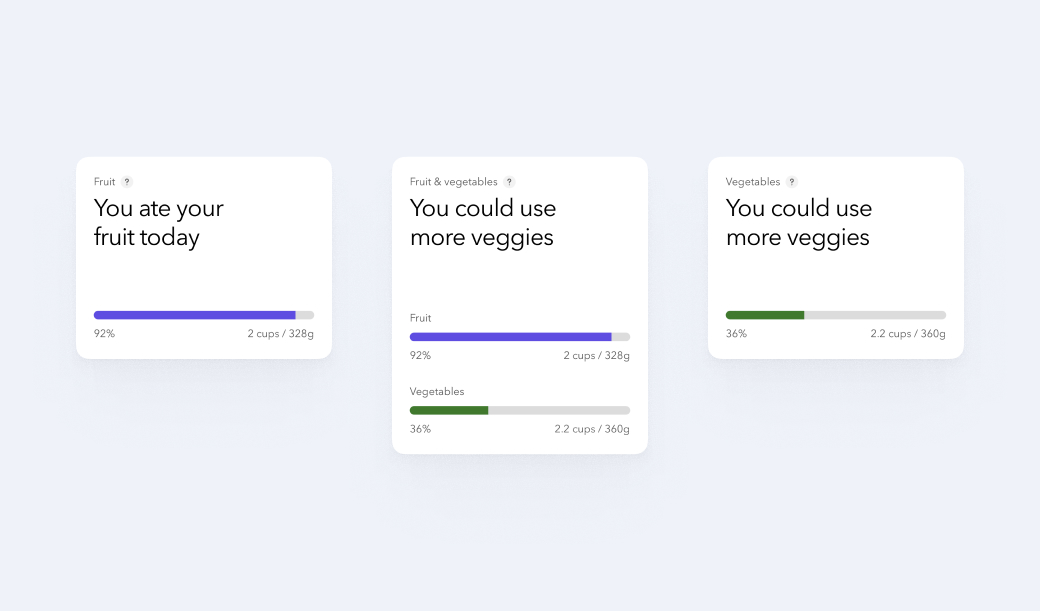 Fruit ?
You ate your
fruit today
92% 2 cups / 328g
Fruit & vegetables ?
You could use
more veggies
Fruit
92% 2 cups / 328g
Vegetables
36% 2.2 cups / 360g
Vegetables ?
You could use
more veggies
36% 2.2 cups / 360g